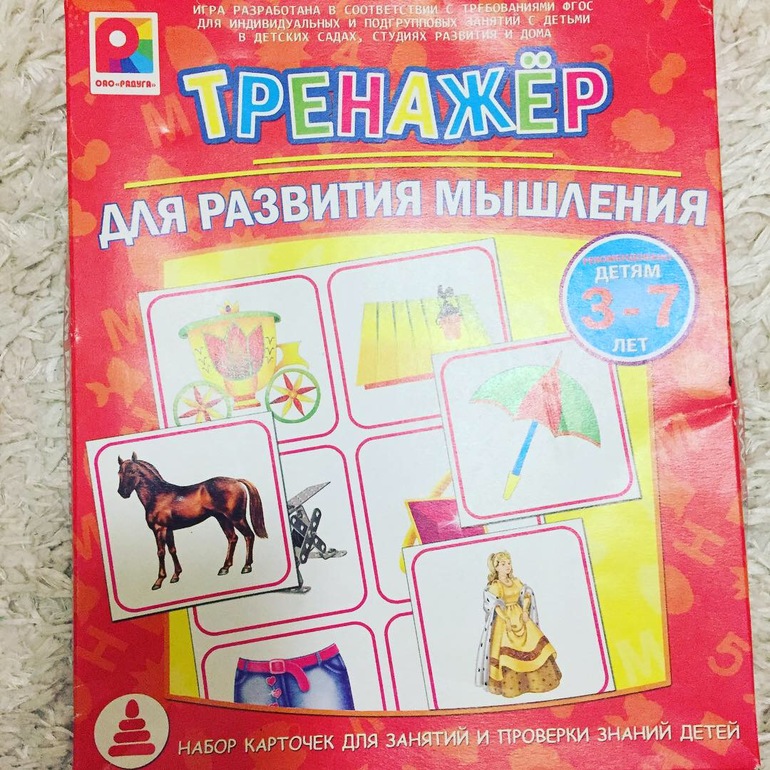 ИГРА РАЗРАБОТАНА В СООТВЕТСТВИИ С ТРЕБОВАНИЯМИ ФГОС
ДЛЯ ИНДИВИДУАЛЬНЫХ И ПОДГРУППОВЫХ ЗАНЯТИЙ С ДЕТЬМИ
В ДЕТСКИХ САДАХ, СТУДИЯХ РАЗВИТИЯ И ДОМА
ОАО «РАДУГА»
ТРЕНАЖЁР
ДЛЯ РАЗВИТИЯ МЫШЛЕНИЯ
ДЕТЯМ
3-7
ЛЕТ
НАБОР КАРТОЧЕК ДЛЯ ЗАНЯТИЙ И ПРОВЕРКИ ЗНАНИЙ ДЕТЕЙ